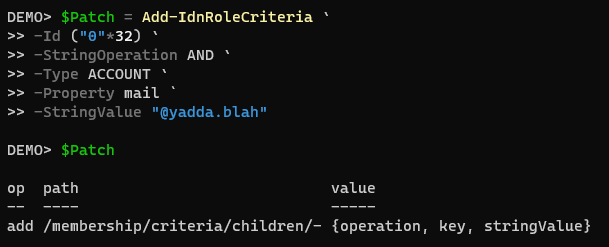 DEMO> $Patch = Add-IdnRoleCriteria `
>> -Id ("0"*32) `
>> -StringOperation AND `
>> -Type ACCOUNT `
>> -Property mail `
>> -StringValue "@yadda.blah"
DEMO> $Patch
op path value
-- ---- -----
add /membership/criteria/children/- {operation, key, stringValue}